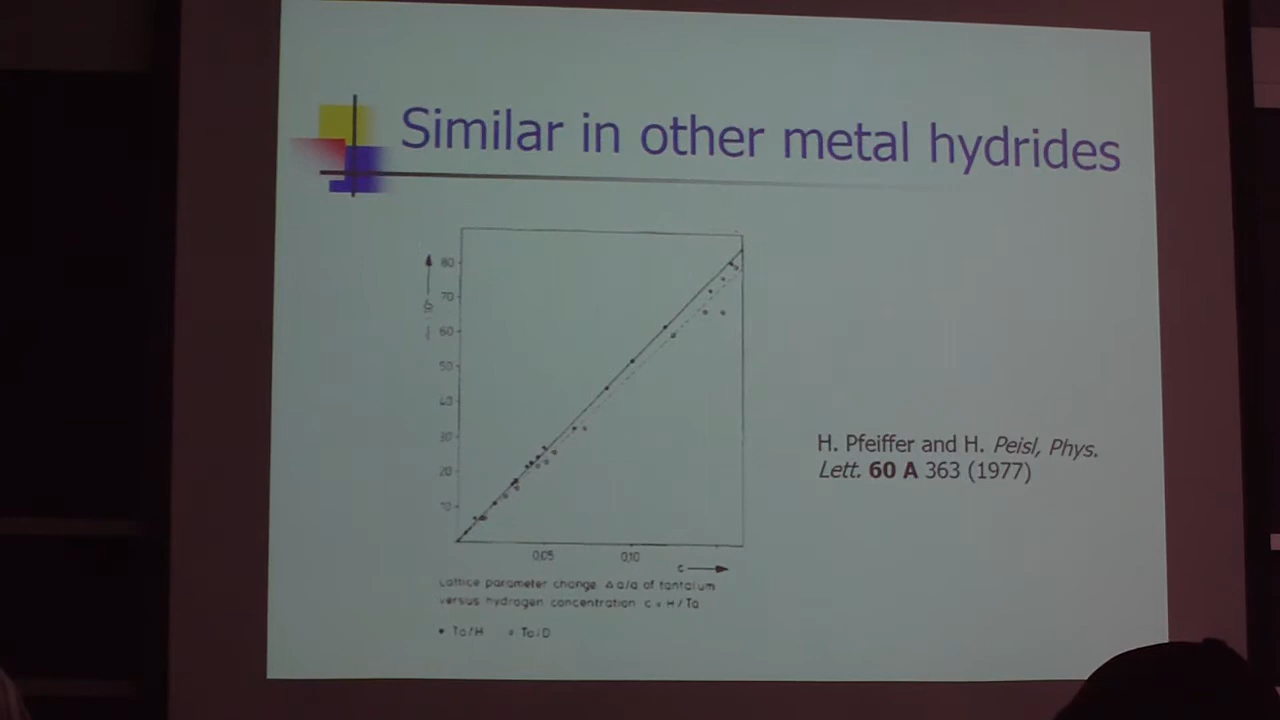 Similar in other metal hydrides
80
70
60
50
40
30
20
10
0,05 0,10
c
Lattice parameter change Δ a/a of tantalum
versus hydrogen concentration c = H / Ta
Ta/H Ta/D
H. Pfeiffer and H. Peisl, Phys.
Lett. 60 A 363 (1977)